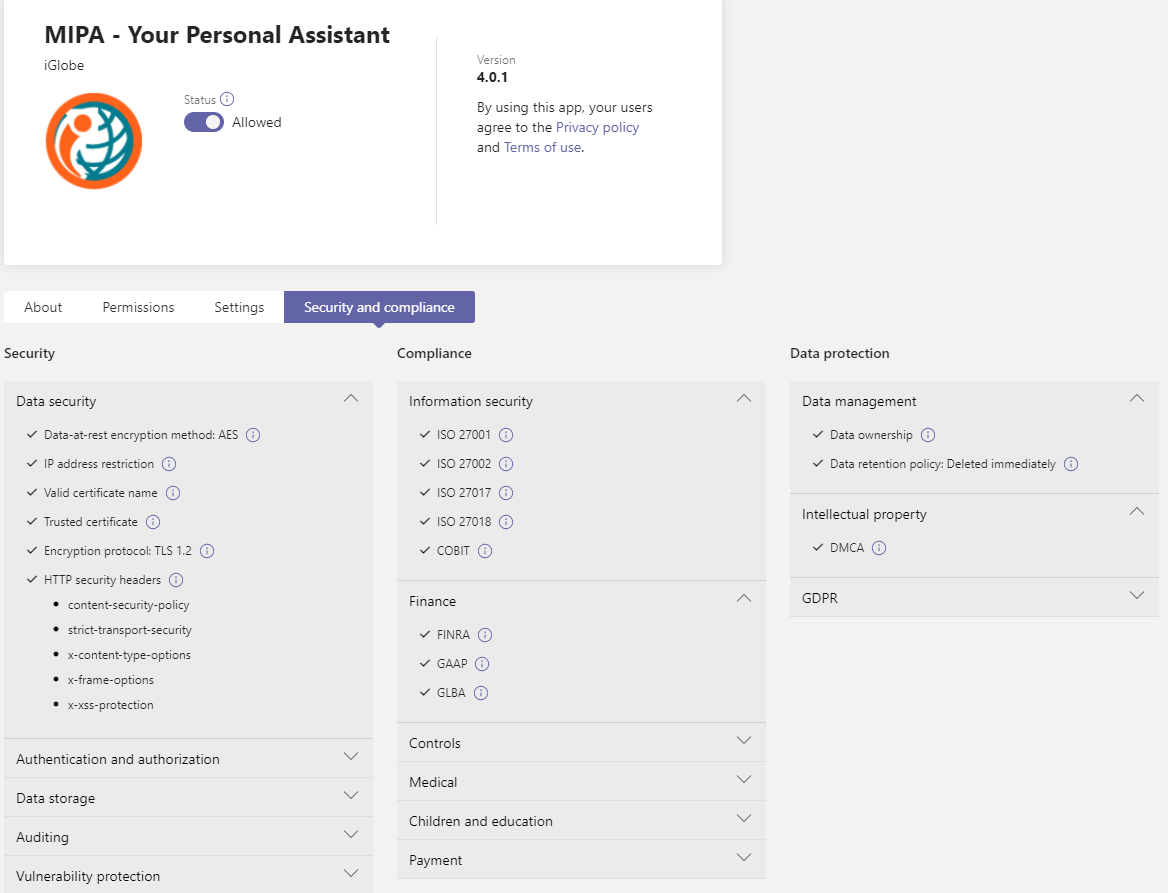 MIPA - Your Personal Assistant
iGlobe
Status
Allowed
Version
4.0.1
By using this app, your users
agree to the Privacy policy
and Terms of use.
About
Permissions
Settings
Security and compliance
Security
Data security
Data-at-rest encryption method: AES
IP address restriction
Valid certificate name
Trusted certificate
Encryption protocol: TLS 1.2
HTTP security headers
content-security-policy
strict-transport-security
x-content-type-options
x-frame-options
x-xss-protection
Authentication and authorization
Data storage
Auditing
Vulnerability protection
Compliance
Information security
ISO 27001
ISO 27002
ISO 27017
ISO 27018
COBIT
Finance
FINRA
GAAP
GLBA
Controls
Medical
Children and education
Payment
Data protection
Data management
Data ownership
Data retention policy: Deleted immediately
Intellectual property
DMCA
GDPR